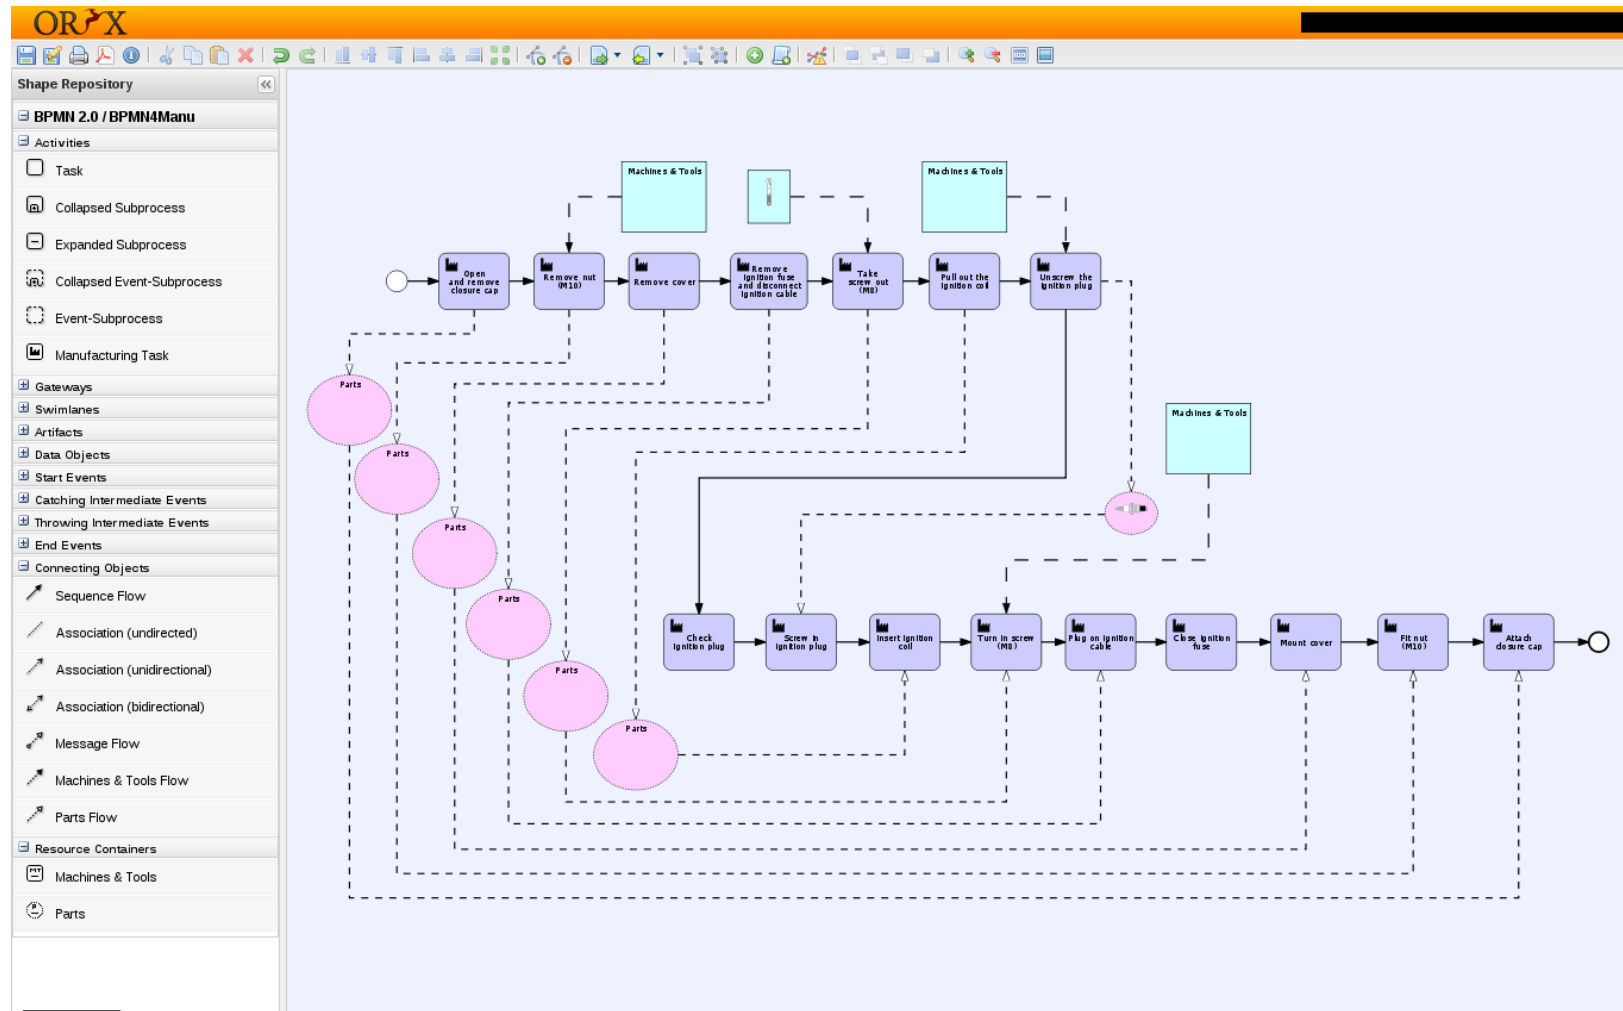 ORYX
Shape Repository
BPMN 2.0 / BPMN4Manu
Activities
Task
Collapsed Subprocess
Expanded Subprocess
Collapsed Event-Subprocess
Event-Subprocess
Manufacturing Task
Gateways
Swimlanes
Artifacts
Data Objects
Start Events
Catching Intermediate Events
Throwing Intermediate Events
End Events
Connecting Objects
Sequence Flow
Association (undirected)
Association (unidirectional)
Association (bidirectional)
Message Flow
Machines & Tools Flow
Parts Flow
Resource Containers
Machines & Tools
Parts
Machines & Tools
Machines & Tools
Open
and remove
closure cap
Remove nut
(M10)
Remove cover
Remove
ignition fuse
and disconnect
ignition cable
Take
screw out
(M8)
Pull out the
ignition coil
Unscrew the
ignition plug
Parts
Parts
Parts
Parts
Parts
Parts
Machines & Tools
Check
ignition plug
Screw in
ignition plug
Insert ignition
coil
Turn in screw
(M8)
Plug on ignition
cable
Close ignition
fuse
Mount cover
Fit nut
(M10)
Attach
closure cap